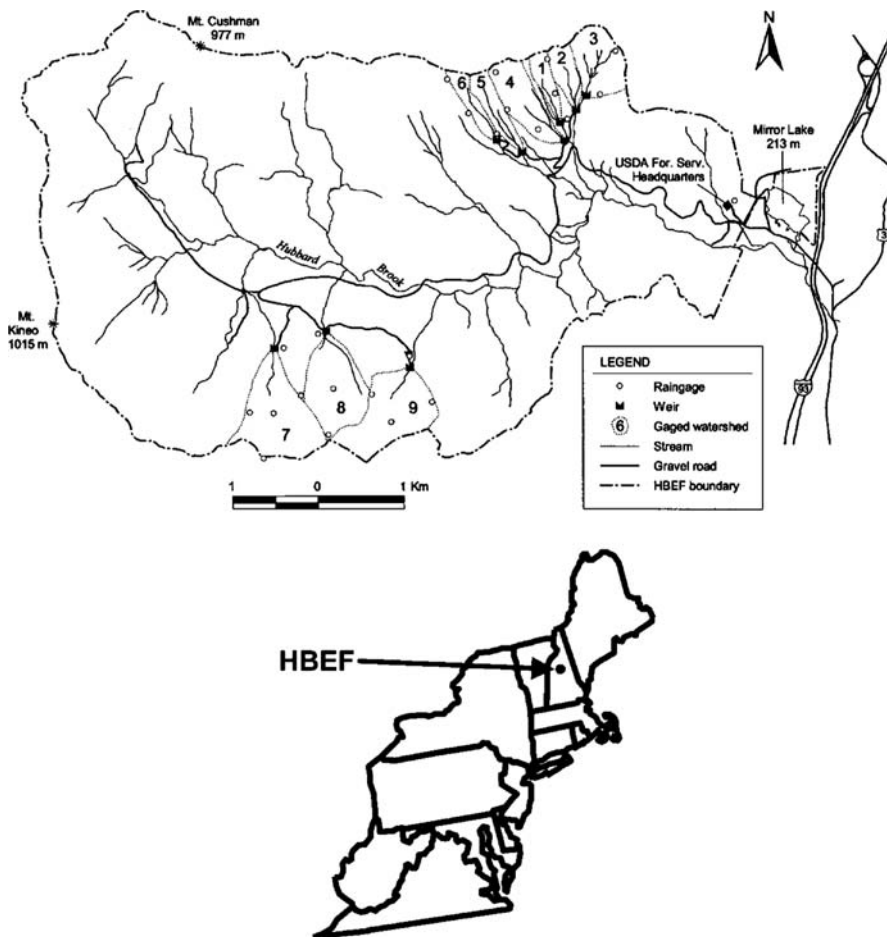 Mt. Cushman
977 m
N
6
5
4
1
2
3
Mirror Lake
213 m
USDA For. Serv.
Headquarters
Hubbard
Brook
Mt.
Kineo
1015 m
7
8
9
3
93
1
0
1 Km
LEGEND
Raingage
Weir
6
Gaged watershed
Stream
Gravel road
HBEF boundary
HBEF